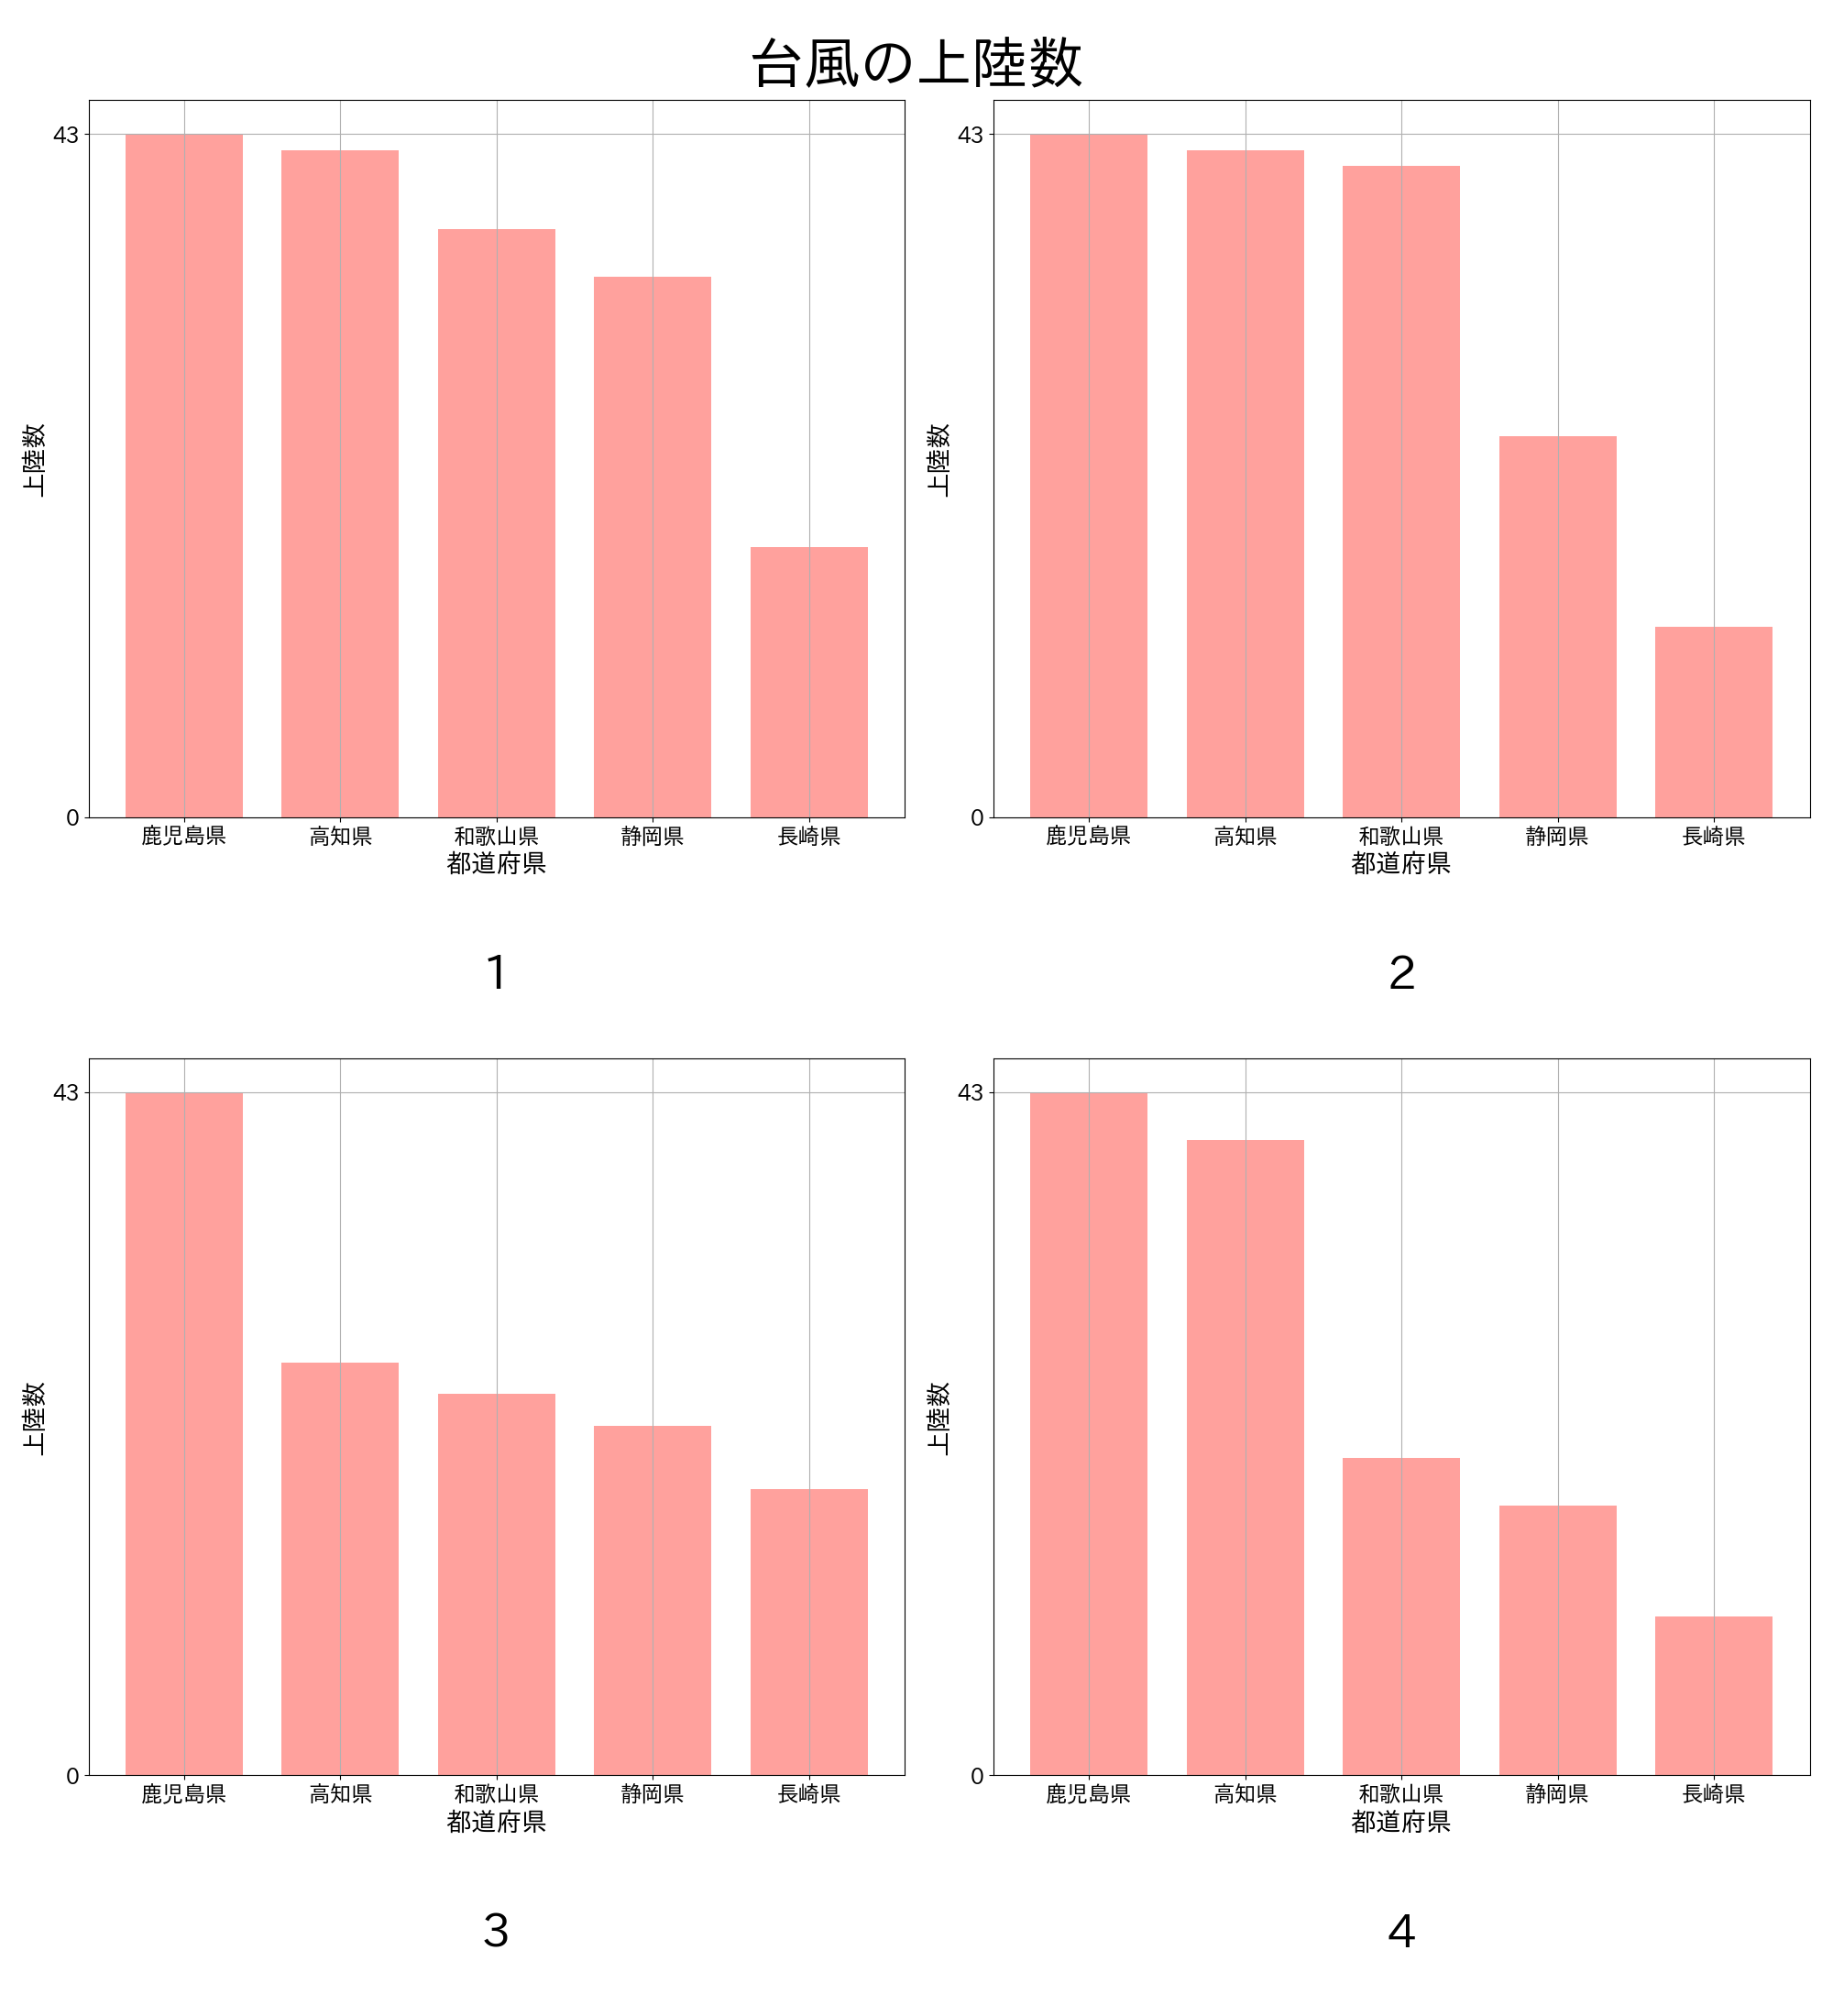 台風の上陸数
43
0
上陸数
鹿児島県 高知県 和歌山県 静岡県 長崎県
都道府県
1
43
0
上陸数
鹿児島県 高知県 和歌山県 静岡県 長崎県
都道府県
2
43
0
上陸数
鹿児島県 高知県 和歌山県 静岡県 長崎県
都道府県
3
43
0
上陸数
鹿児島県 高知県 和歌山県 静岡県 長崎県
都道府県
4